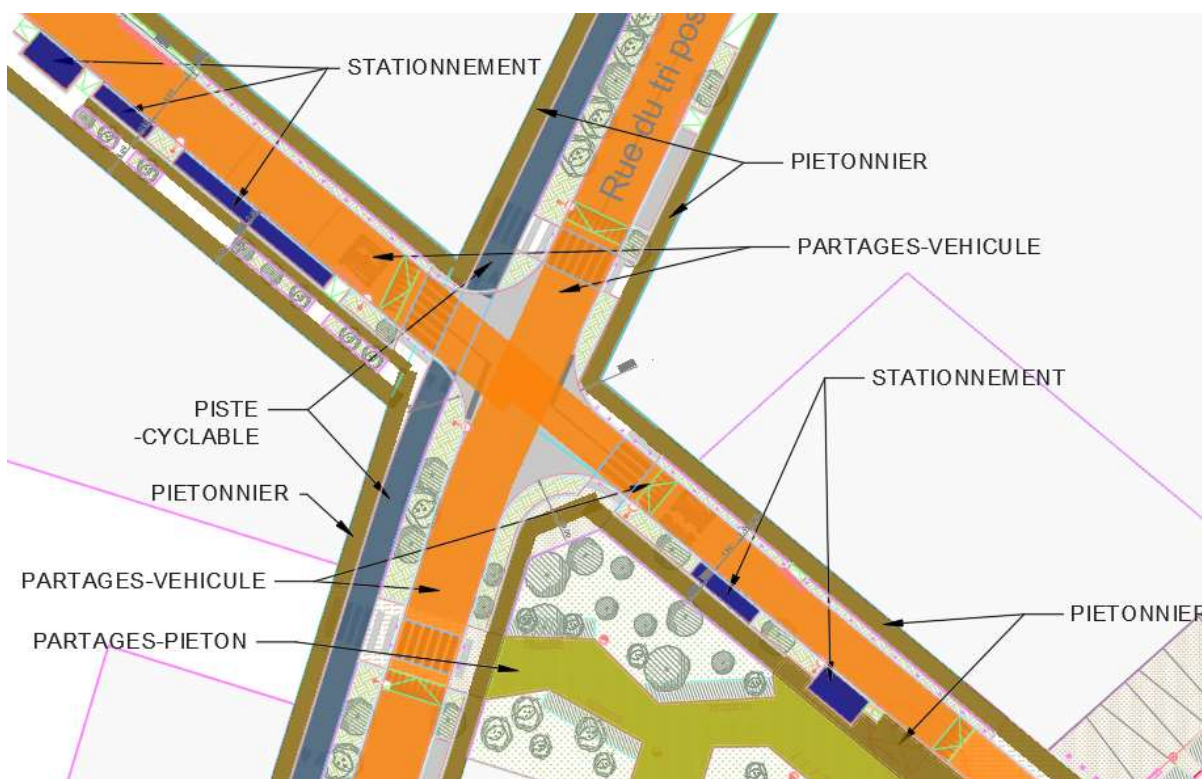 STATIONNEMENT
Rue du tri pos
PIETONNIER
PARTAGES-VEHICULE
STATIONNEMENT
PISTE
-CYCLABLE
PIETONNIER
PARTAGES-VEHICULE
PARTAGES-PIETON
PIETONNIER